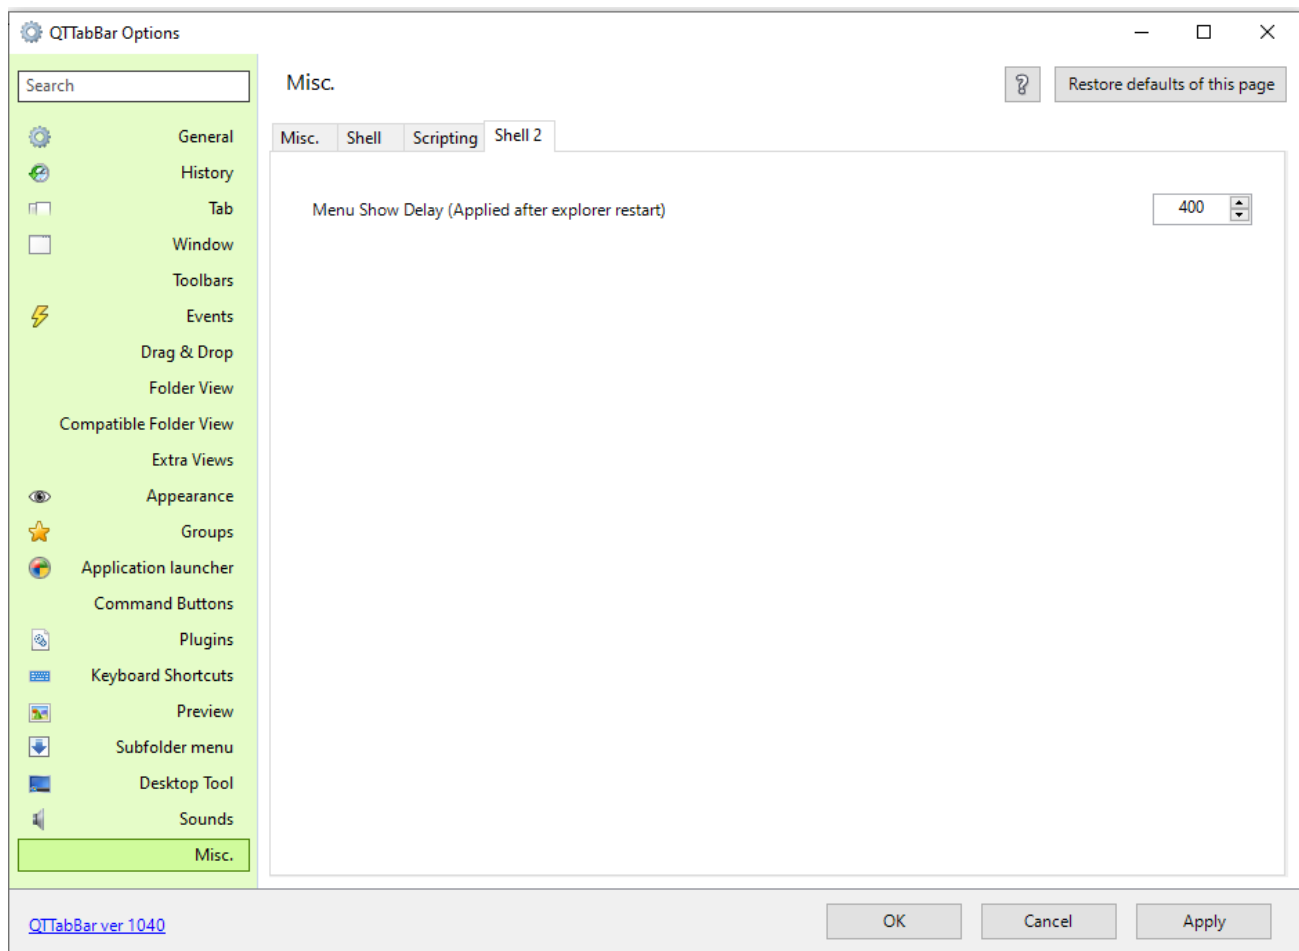 QTTabBar Options
Search
General
History
Tab
Window
Toolbars
Events
Drag & Drop
Folder View
Compatible Folder View
Extra Views
Appearance
Groups
Application launcher
Command Buttons
Plugins
Keyboard Shortcuts
Preview
Subfolder menu
Desktop Tool
Sounds
Misc.
Misc.
? Restore defaults of this page
Misc. Shell Scripting Shell 2
Menu Show Delay (Applied after explorer restart) 400
QTTabBar ver 1040
OK Cancel Apply